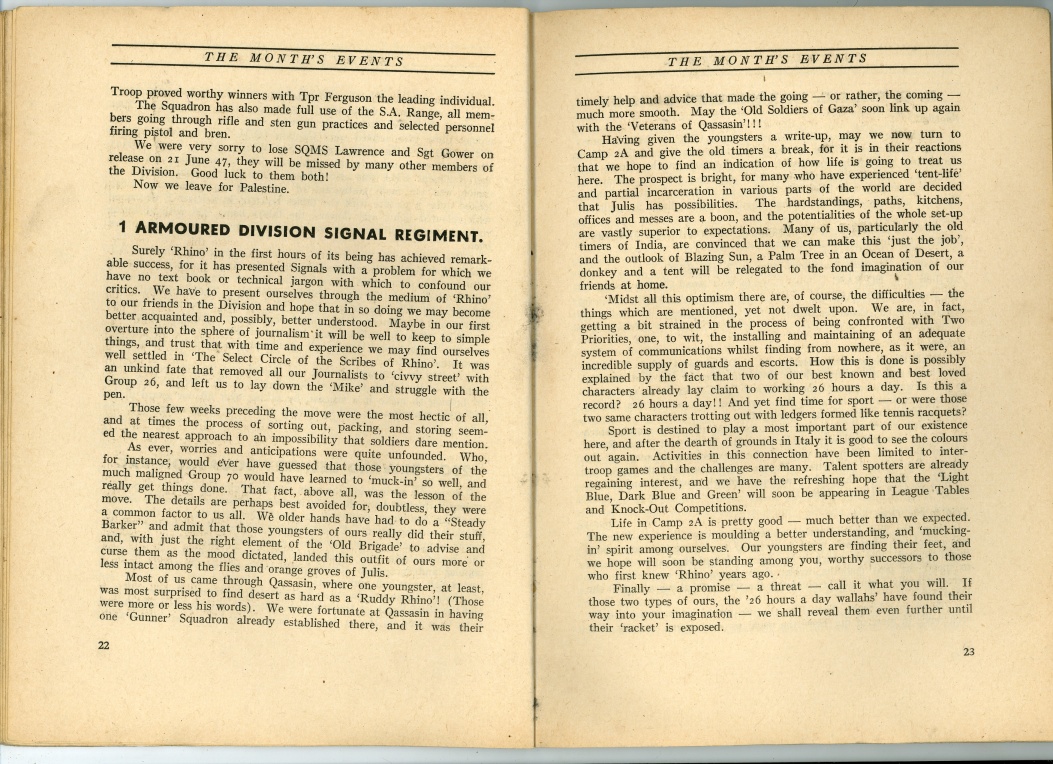 THE MONTH'S EVENTS
Troop proved worthy winners with Tpr Ferguson the leading individual.
The Squadron has also made full use of the S.A. Range, all mem-
bers going through rifle and sten gun practices and selected personnel
firing pistol and bren.
We were very sorry to lose SQMS Lawrence and Sgt Gower on
release on 21 June 47, they will be missed by many other members of
the Division. Good luck to them both!
Now we leave for Palestine.
1 ARMOURED DIVISION SIGNAL REGIMENT.
Surely 'Rhino' in the first hours of its being has achieved remark-
able success, for it has presented Signals with a problem for which we
have no text book or technical jargon with which to confound our
critics. We have to present ourselves through the medium of 'Rhino'
to our friends in the Division and hope that in so doing we may become
better acquainted and, possibly, better understood. Maybe in our first
overture into the sphere of journalism it will be well to keep to simple
things, and trust that with time and experience we may find ourselves
well settled in 'The Select Circle of the Scribes of Rhino'. It was
an unkind fate that removed all our Journalists to 'civvy street' with
Group 26, and left us to lay down the 'Mike' and struggle with the
pen.
Those few weeks preceding the move were the most hectic of all,
and at times the process of sorting out, packing, and storing seem-
ed the nearest approach to an impossibility that soldiers dare mention.
As ever, worries and anticipations were quite unfounded. Who,
for instance, would ever have guessed that those youngsters of the
much maligned Group 70 would have learned to 'muck-in' so well, and
really get things done. That fact, above all, was the lesson of the
move. The details are perhaps best avoided for, doubtless, they were
a common factor to us all. We older hands have had to do a "Steady
Barker" and admit that those youngsters of ours really did their stuff,
and, with just the right element of the 'Old Brigade' to advise and
curse them as the mood dictated, landed this outfit of ours more or
less intact among the flies and orange groves of Julis.
Most of us came through Qassasin, where one youngster, at least,
was most surprised to find desert as hard as a 'Ruddy Rhino'! (Those
were more or less his words). We were fortunate at Qassasin in having
one 'Gunner' Squadron already established there, and it was their
22
THE MONTH'S EVENTS
timely help and advice that made the going — or rather, the coming —
much more smooth. May the 'Old Soldiers of Gaza' soon link up again
with the 'Veterans of Qassasin'!!!
Having given the youngsters a write-up, may we now turn to
Camp 2A and give the old timers a break, for it is in their reactions
that we hope to find an indication of how life is going to treat us
here. The prospect is bright, for many who have experienced 'tent-life'
and partial incarceration in various parts of the world are decided
that Julis has possibilities. The hardstandings, paths, kitchens,
offices and messes are a boon, and the potentialities of the whole set-up
are vastly superior to expectations. Many of us, particularly the old
timers of India, are convinced that we can make this 'just the job',
and the outlook of Blazing Sun, a Palm Tree in an Ocean of Desert, a
donkey and a tent will be relegated to the fond imagination of our
friends at home.
'Midst all this optimism there are, of course, the difficulties — the
things which are mentioned, yet not dwelt upon. We are, in fact,
getting a bit strained in the process of being confronted with Two
Priorities, one, to wit, the installing and maintaining of an adequate
system of communications whilst finding from nowhere, as it were, an
incredible supply of guards and escorts. How this is done is possibly
explained by the fact that two of our best known and best loved
characters already lay claim to working 26 hours a day. Is this a
record? 26 hours a day!! And yet find time for sport — or were those
two same characters trotting out with ledgers formed like tennis racquets?
Sport is destined to play a most important part of our existence
here, and after the dearth of grounds in Italy it is good to see the colours
out again. Activities in this connection have been limited to inter-
troop games and the challenges are many. Talent spotters are already
regaining interest, and we have the refreshing hope that the 'Light
Blue, Dark Blue and Green' will soon be appearing in League Tables
and Knock-Out Competitions.
Life in Camp 2A is pretty good — much better than we expected.
The new experience is moulding a better understanding, and 'mucking-
in' spirit among ourselves. Our youngsters are finding their feet, and
we hope will soon be standing among you, worthy successors to those
who first knew 'Rhino' years ago.
Finally — a promise — a threat — call it what you will. If
those two types of ours, the '26 hours a day wallahs' have found their
way into your imagination — we shall reveal them even further until
their 'racket' is exposed.
23